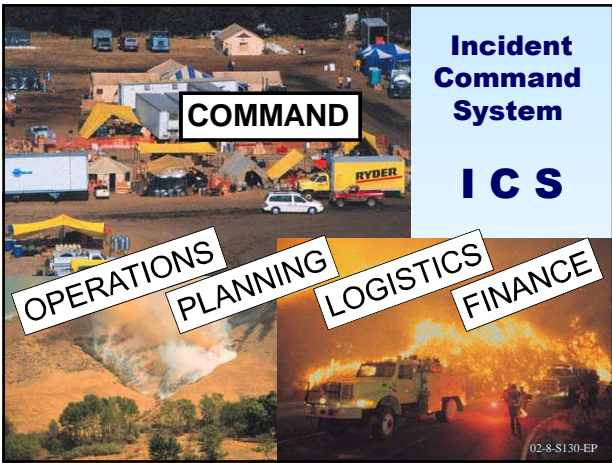 Incident
Command
System
I C S
COMMAND
RYDER
OPERATIONS
PLANNING
LOGISTICS
FINANCE
02-8-S130-EP